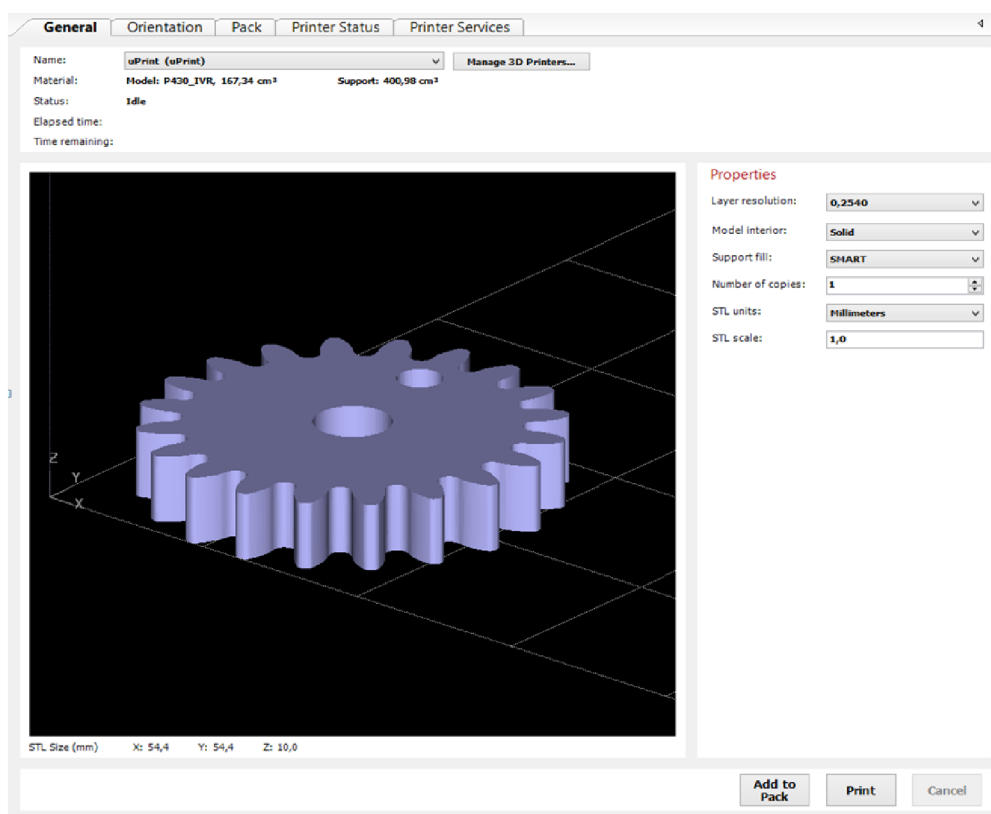 General Orientation Pack Printer Status Printer Services
Name: uPrint (uPrint) Manage 3D Printers...
Material: Model: P430_IVR, 167,34 cm³ Support: 400,98 cm³
Status: Idle
Elapsed time:
Time remaining:
Properties
Layer resolution: 0,2540
Model interior: Solid
Support fill: SMART
Number of copies: 1
STL units: Millimeters
STL scale: 1,0
Z
Y
X
STL Size (mm) X: 54,4 Y: 54,4 Z: 10,0
Add to
Pack
Print
Cancel